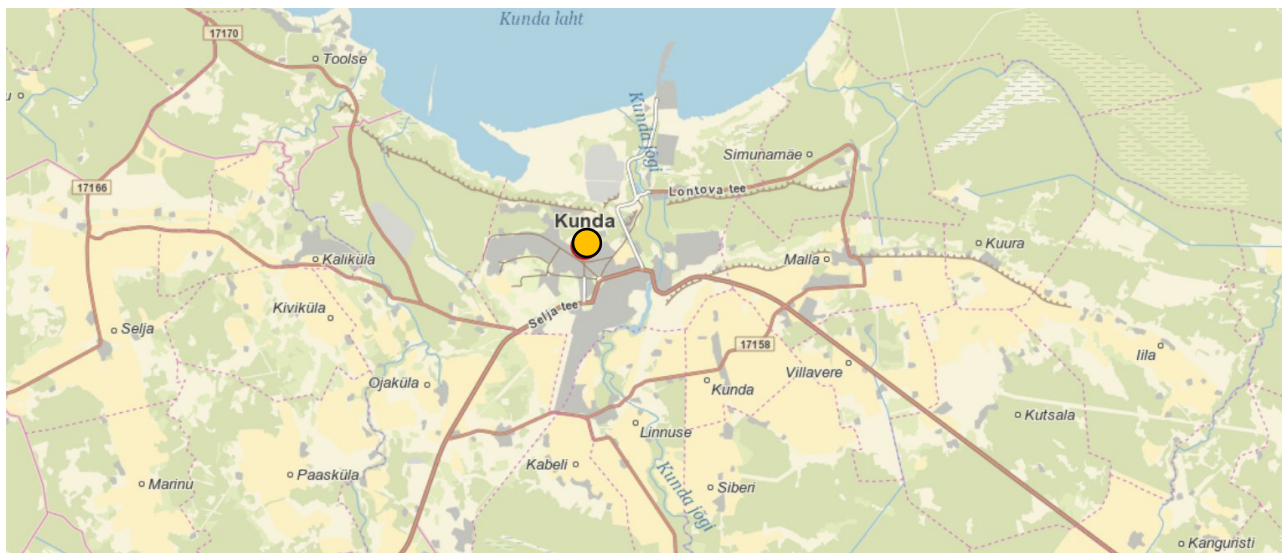 Kunda laht
17170
Toolse
u
Kunda jõgi
Simunamäe
17166
Lontova tee
Kunda
Kuura
Kaliküla
Malla
Kiviküla
Selja tee
Selja
17158
Iila
Villavere
Ojaküla
Kunda
Kutsala
Linnuse
Kabeli
Paasküla
Marinu
Siberi
Kunda jõgi
Kanguristi